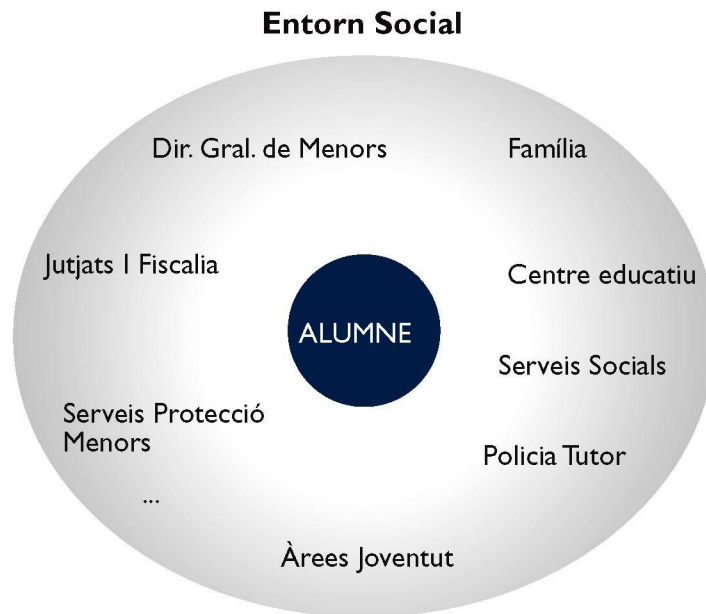 Entorn Social
Dir. Gral. de Menors
Família
Jutjats I Fiscalia
Centre educatiu
ALUMNE
Serveis Socials
Serveis Protecció
Menors
Policia Tutor
...
Àrees Joventut